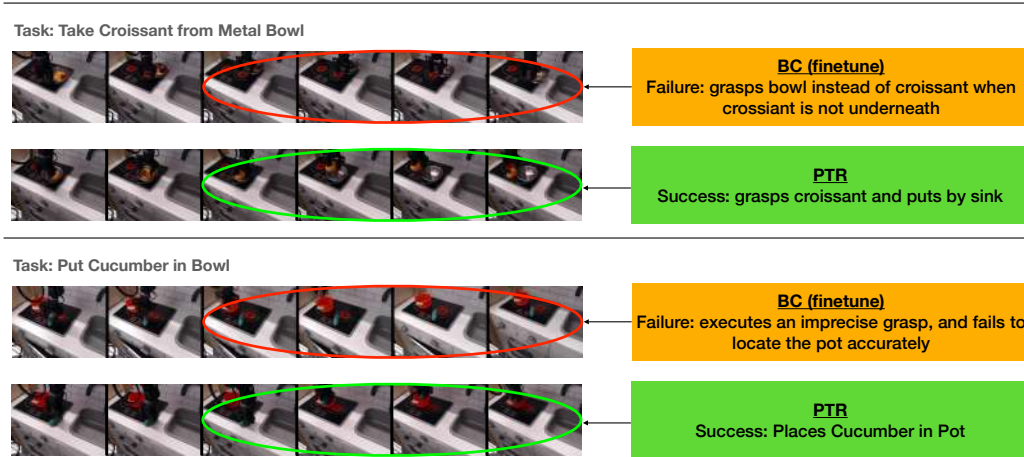 Task: Take Croissant from Metal Bowl
BC (finetune)
Failure: grasps bowl instead of croissant when
crossiant is not underneath
PTR
Success: grasps croissant and puts by sink
Task: Put Cucumber in Bowl
BC (finetune)
Failure: executes an imprecise grasp, and fails to
locate the pot accurately
PTR
Success: Places Cucumber in Pot